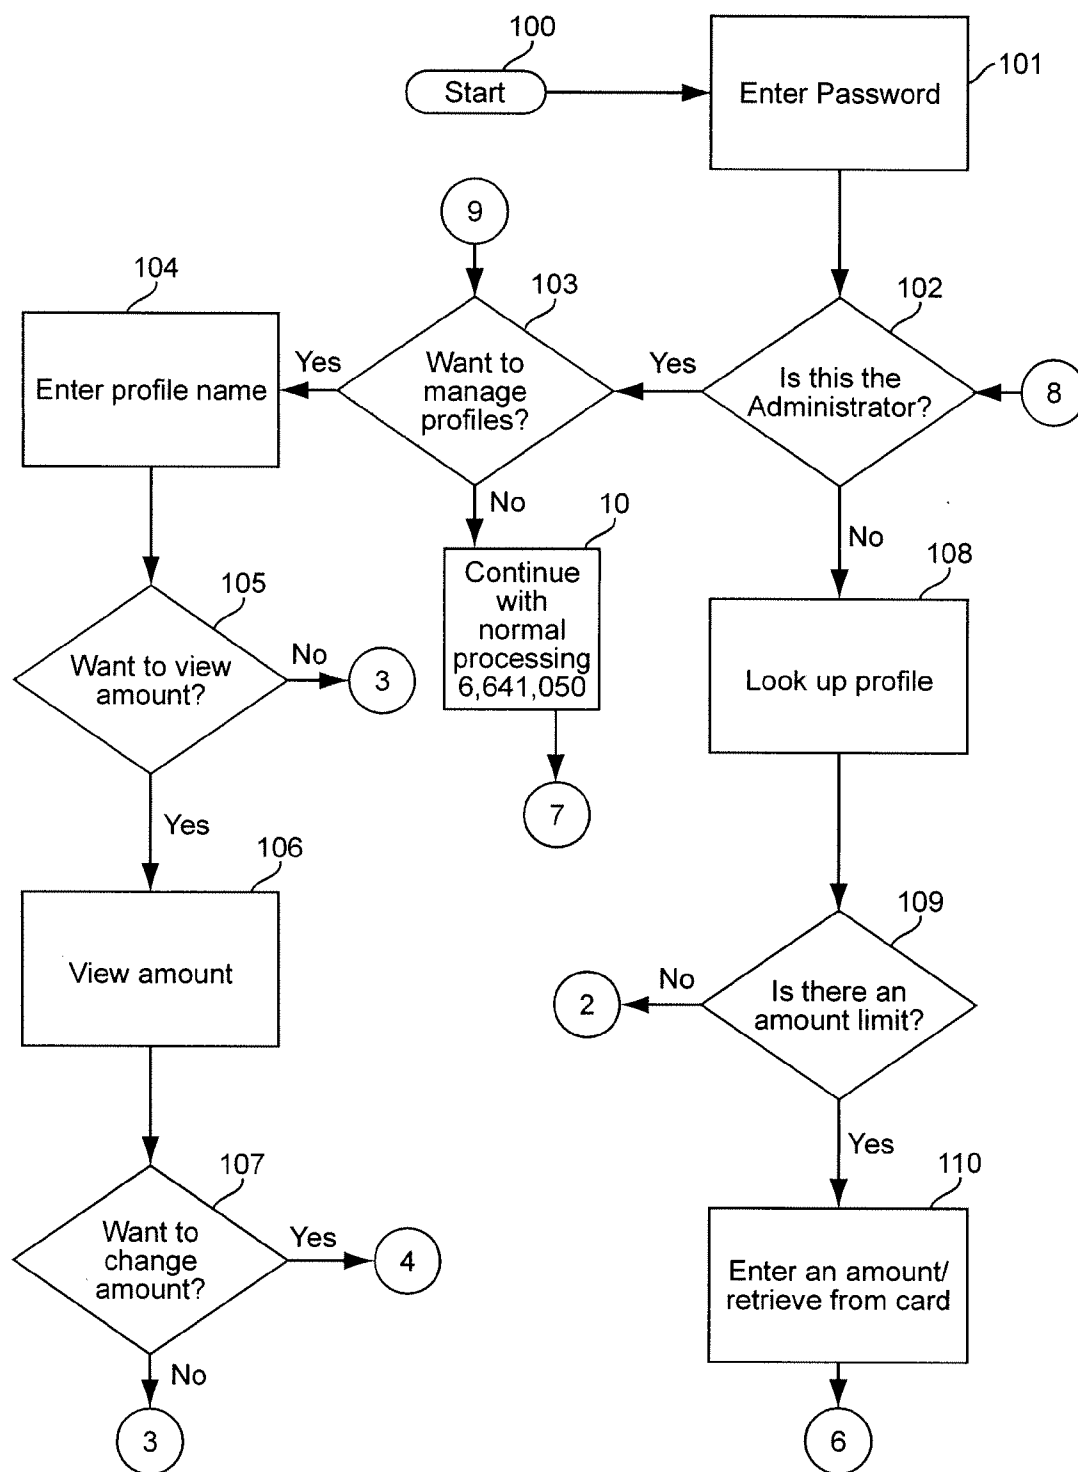 100
Start
Enter Password
101
9
104
103
102
Enter profile name
Yes
Want to
manage
profiles?
Yes
Is this the
Administrator?
8
No
10
No
105
Continue
with
normal
processing
6,641,050
108
Want to view
amount?
No
3
Look up profile
7
Yes
106
109
View amount
2
No
Is there an
amount limit?
107
Yes
110
Want to
change
amount?
Yes
4
Enter an amount/
retrieve from card
No
3
6